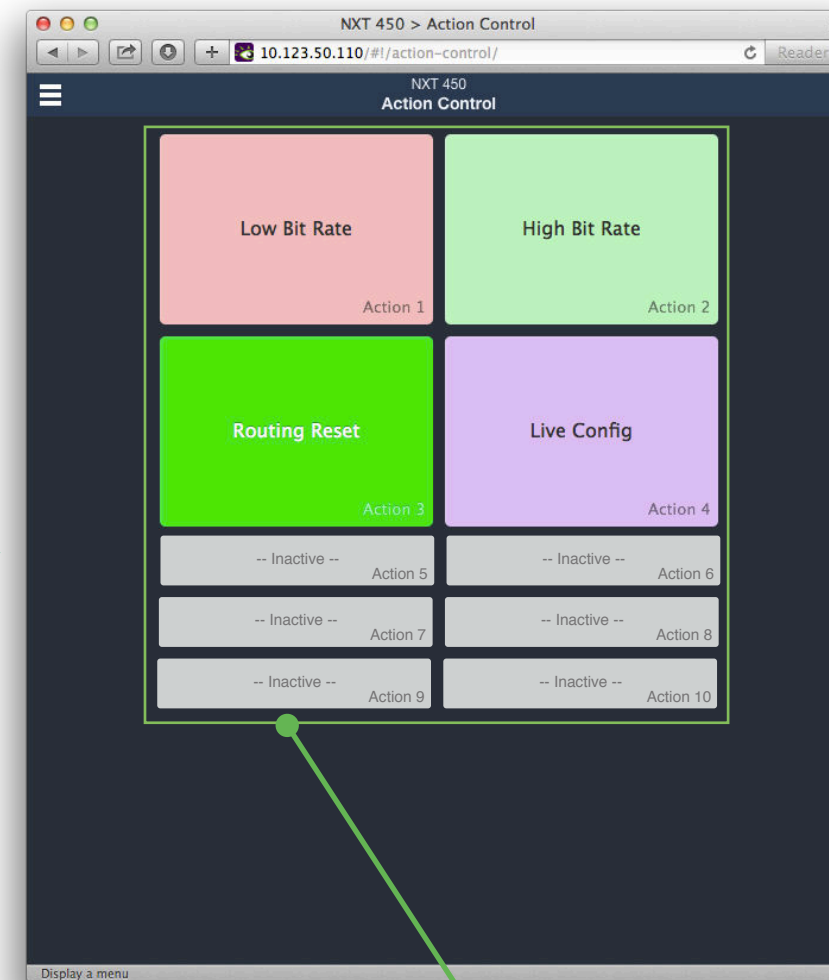 NXT 450 > Action Control
10.123.50.110/#!/action-control/
Reader
NXT 450
Action Control
Low Bit Rate
Action 1
High Bit Rate
Action 2
Routing Reset
Action 3
Live Config
Action 4
-- Inactive --
Action 5
-- Inactive --
Action 6
-- Inactive --
Action 7
-- Inactive --
Action 8
-- Inactive --
Action 9
-- Inactive --
Action 10
Display a menu